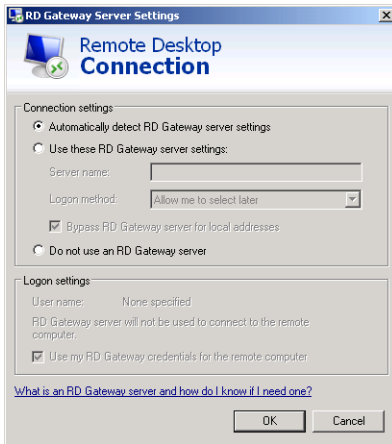 RD Gateway Server Settings
Remote Desktop
Connection
Connection settings
Automatically detect RD Gateway server settings
Use these RD Gateway server settings:
Server name:
Logon method: Allow me to select later
Bypass RD Gateway server for local addresses
Do not use an RD Gateway server
Logon settings
User name: None specified
RD Gateway server will not be used to connect to the remote
computer.
Use my RD Gateway credentials for the remote computer
What is an RD Gateway server and how do I know if I need one?
OK Cancel